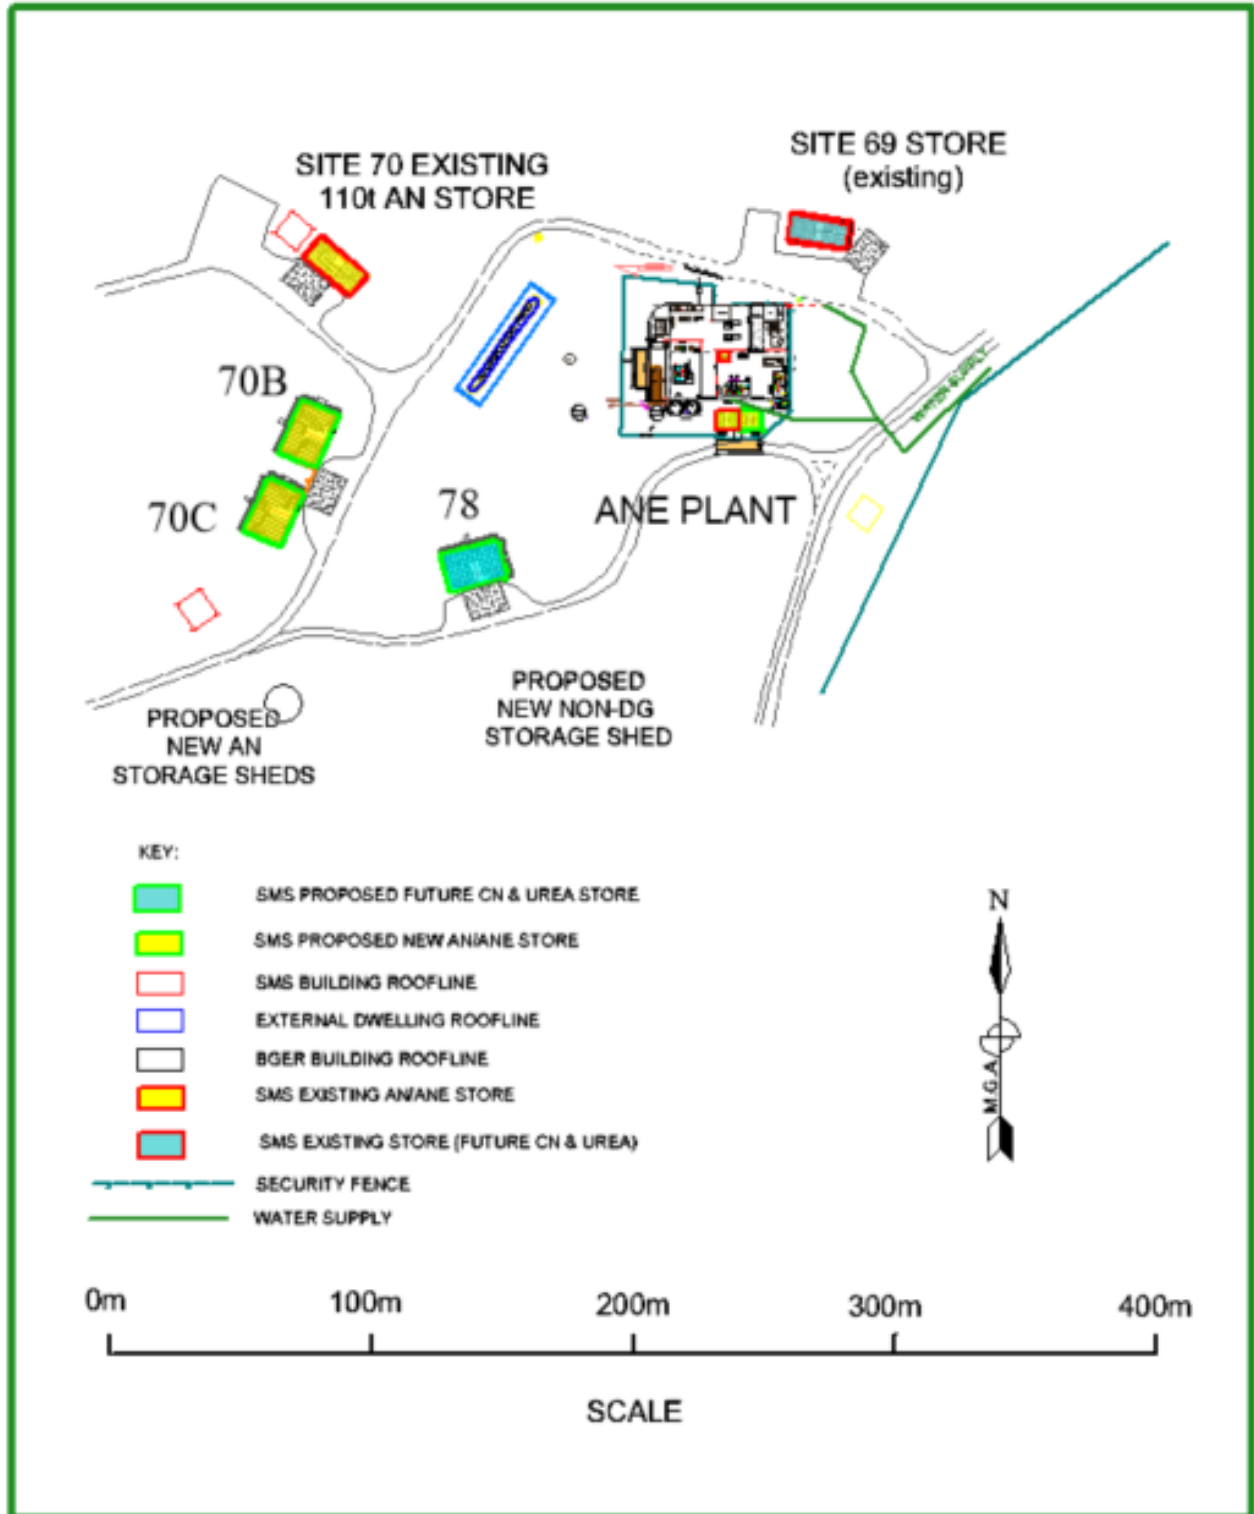 SITE 70 EXISTING
110t AN STORE
SITE 69 STORE
(existing)
70B
70C
78
ANE PLANT
WATER SUPPLY
PROPOSED
NEW AN
STORAGE SHEDS
PROPOSED
NEW NON-DG
STORAGE SHED
KEY:
SMS PROPOSED FUTURE CN & UREA STORE
SMS PROPOSED NEW AN/ANE STORE
SMS BUILDING ROOFLINE
EXTERNAL DWELLING ROOFLINE
BGER BUILDING ROOFLINE
SMS EXISTING AN/ANE STORE
SMS EXISTING STORE (FUTURE CN & UREA)
SECURITY FENCE
WATER SUPPLY
N
M.G.A.
0m 100m 200m 300m 400m
SCALE